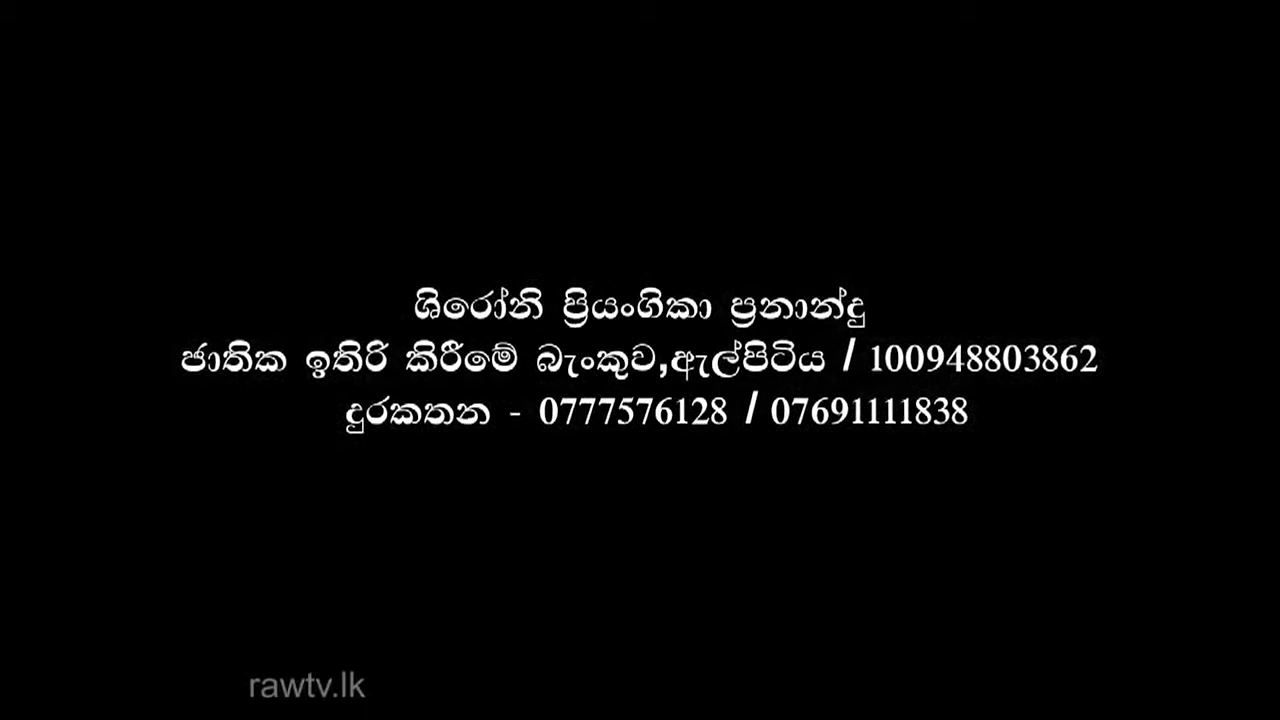 ශිරෝනි ප්‍රියංගිකා ප්‍රනාන්දු
ජාතික ඉතිරි කිරීමේ බැංකුව,ඇල්පිටිය / 100948803862
දුරකතන - 0777576128 / 07691111838
rawtv.lk